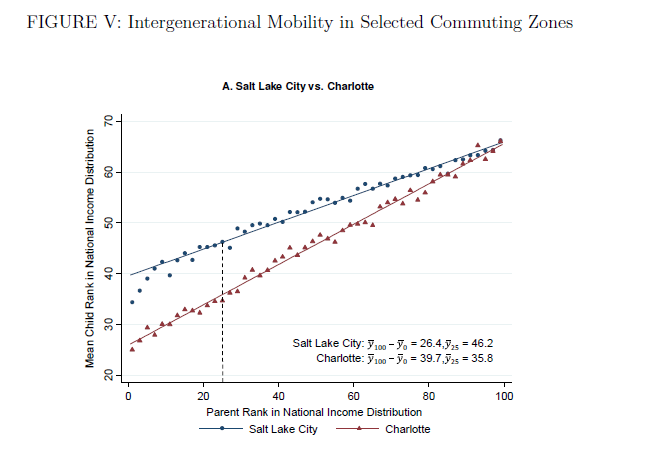 FIGURE V: Intergenerational Mobility in Selected Commuting Zones
A. Salt Lake City vs. Charlotte
Mean Child Rank in National Income Distribution
70
60
50
40
30
20
Salt Lake City: ȳ₁₀₀ − ȳ₀ = 26.4,ȳ₂₅ = 46.2
Charlotte: ȳ₁₀₀ − ȳ₀ = 39.7,ȳ₂₅ = 35.8
0 20 40 60 80 100
Parent Rank in National Income Distribution
Salt Lake City Charlotte